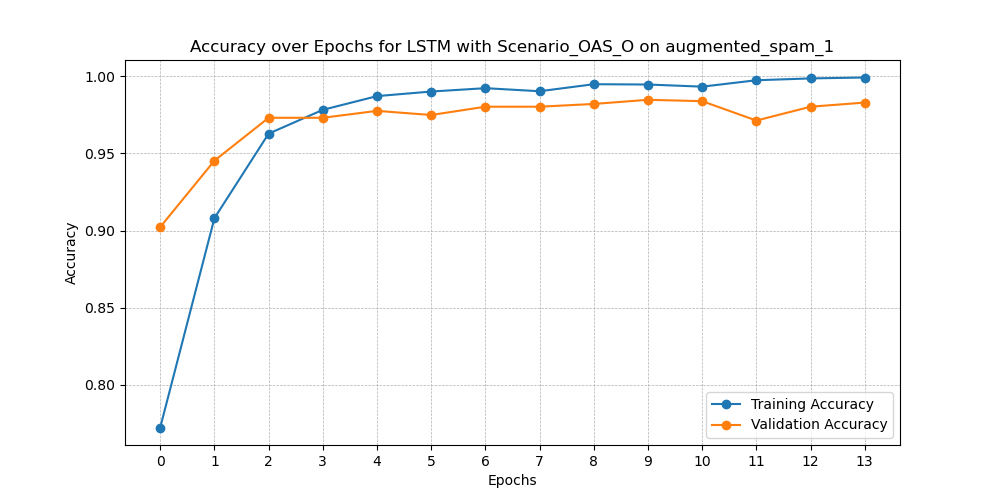 Accuracy over Epochs for LSTM with Scenario_OAS_O on augmented_spam_1
1.00
0.95
0.90
0.85
0.80
Accuracy
0 1 2 3 4 5 6 7 8 9 10 11 12 13
Epochs
Training Accuracy
Validation Accuracy